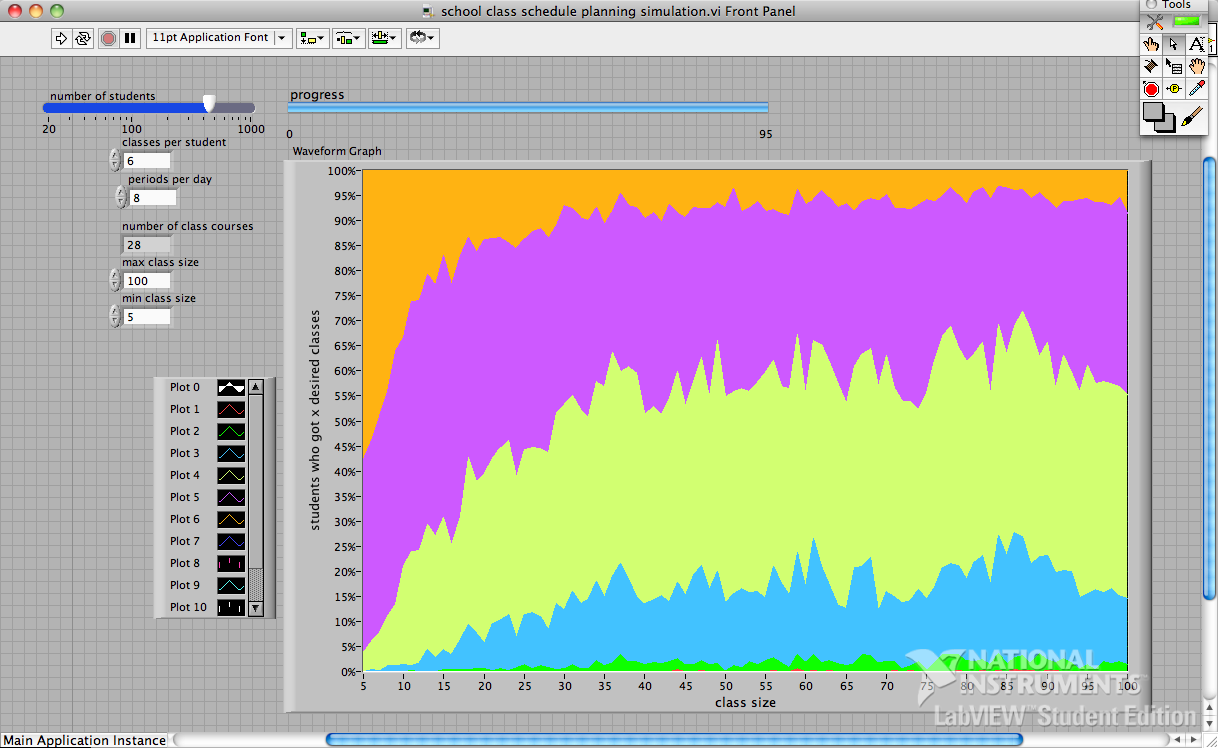 school class schedule planning simulation.vi Front Panel
Tools
11pt Application Font
1
number of students
20 100 1000
progress
0 95
classes per student
6
periods per day
8
number of class courses
28
max class size
100
min class size
5
Plot 0
Plot 1
Plot 2
Plot 3
Plot 4
Plot 5
Plot 6
Plot 7
Plot 8
Plot 9
Plot 10
Waveform Graph
students who got x desired classes
100%
95%
90%
85%
80%
75%
70%
65%
60%
55%
50%
45%
40%
35%
30%
25%
20%
15%
10%
5%
0%
5 10 15 20 25 30 35 40 45 50 55 60 65 70 75 80 85 90 95 100
class size
NATIONAL
INSTRUMENTS™
LabVIEW™ Student Edition
Main Application Instance